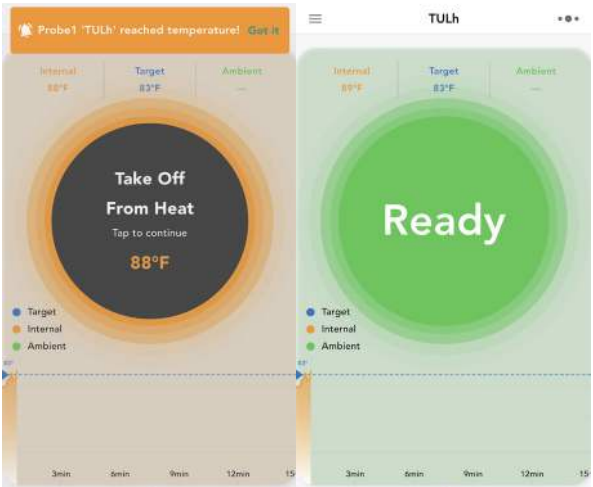 Probe1 'TULh' reached temperature! Got it
Internal Target Ambient
88°F 83°F —
Take Off
From Heat
Tap to continue
88°F
Target
Internal
Ambient
3min 6min 9min 12min 15
TULh
Internal Target Ambient
89°F 83°F —
Ready
Target
Internal
Ambient
3min 6min 9min 12min 15